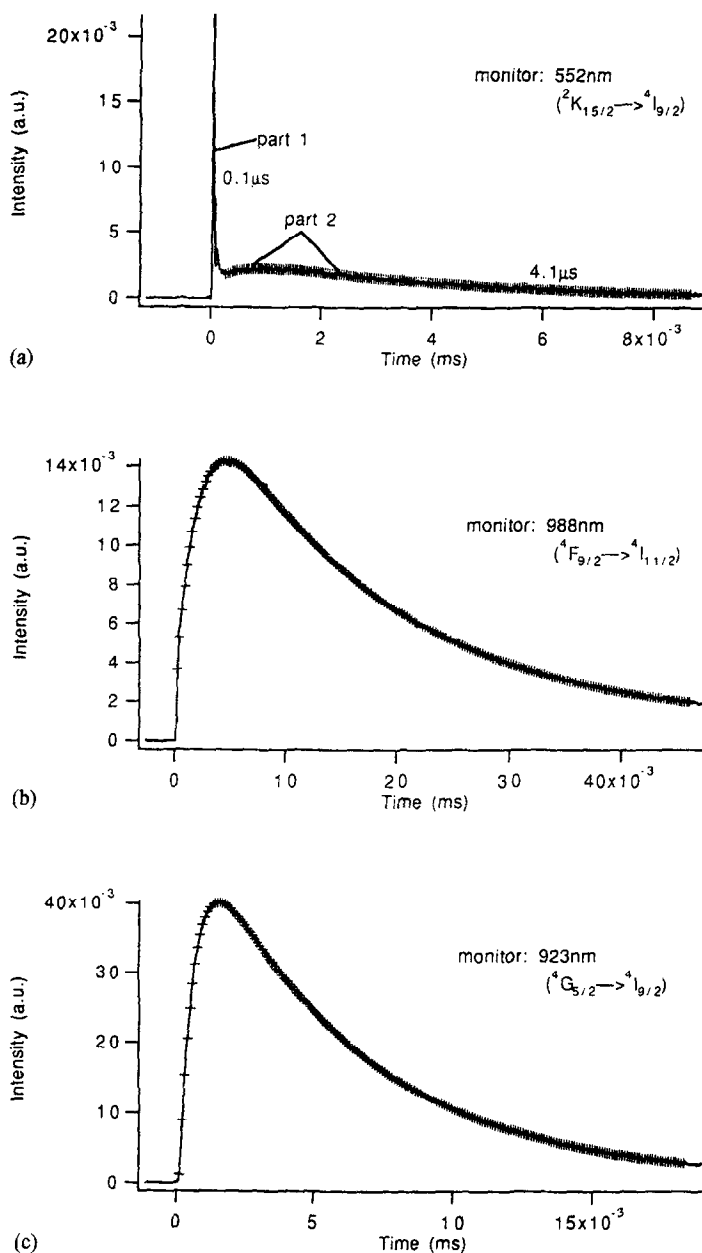 20x10⁻³
15
10
5
0
Intensity (a.u.)
part 1
0.1µs
part 2
4.1µs
monitor: 552nm
(²K₁₅/₂—>⁴I₉/₂)
0 2 4 6 8x10⁻³
Time (ms)
(a)
14x10⁻³
12
10
8
6
4
2
0
Intensity (a.u.)
monitor: 988nm
(⁴F₉/₂—>⁴I₁₁/₂)
0 10 20 30 40x10⁻³
Time (ms)
(b)
40x10⁻³
30
20
10
0
Intensity (a.u.)
monitor: 923nm
(⁴G₅/₂—>⁴I₉/₂)
0 5 10 15x10⁻³
Time (ms)
(c)